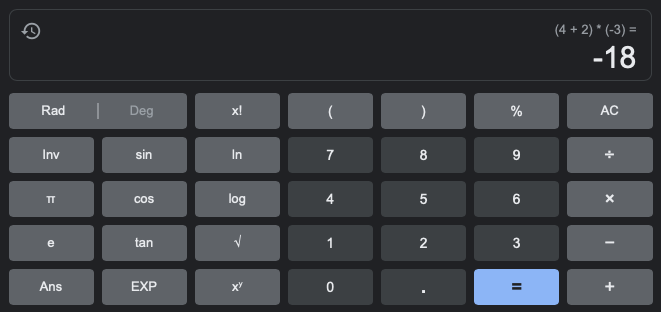 (4 + 2) * (-3) =
-18
Rad | Deg x! ( ) % AC
Inv sin ln 7 8 9 ÷
π cos log 4 5 6 ×
e tan √ 1 2 3 −
Ans EXP xʸ 0 . = +